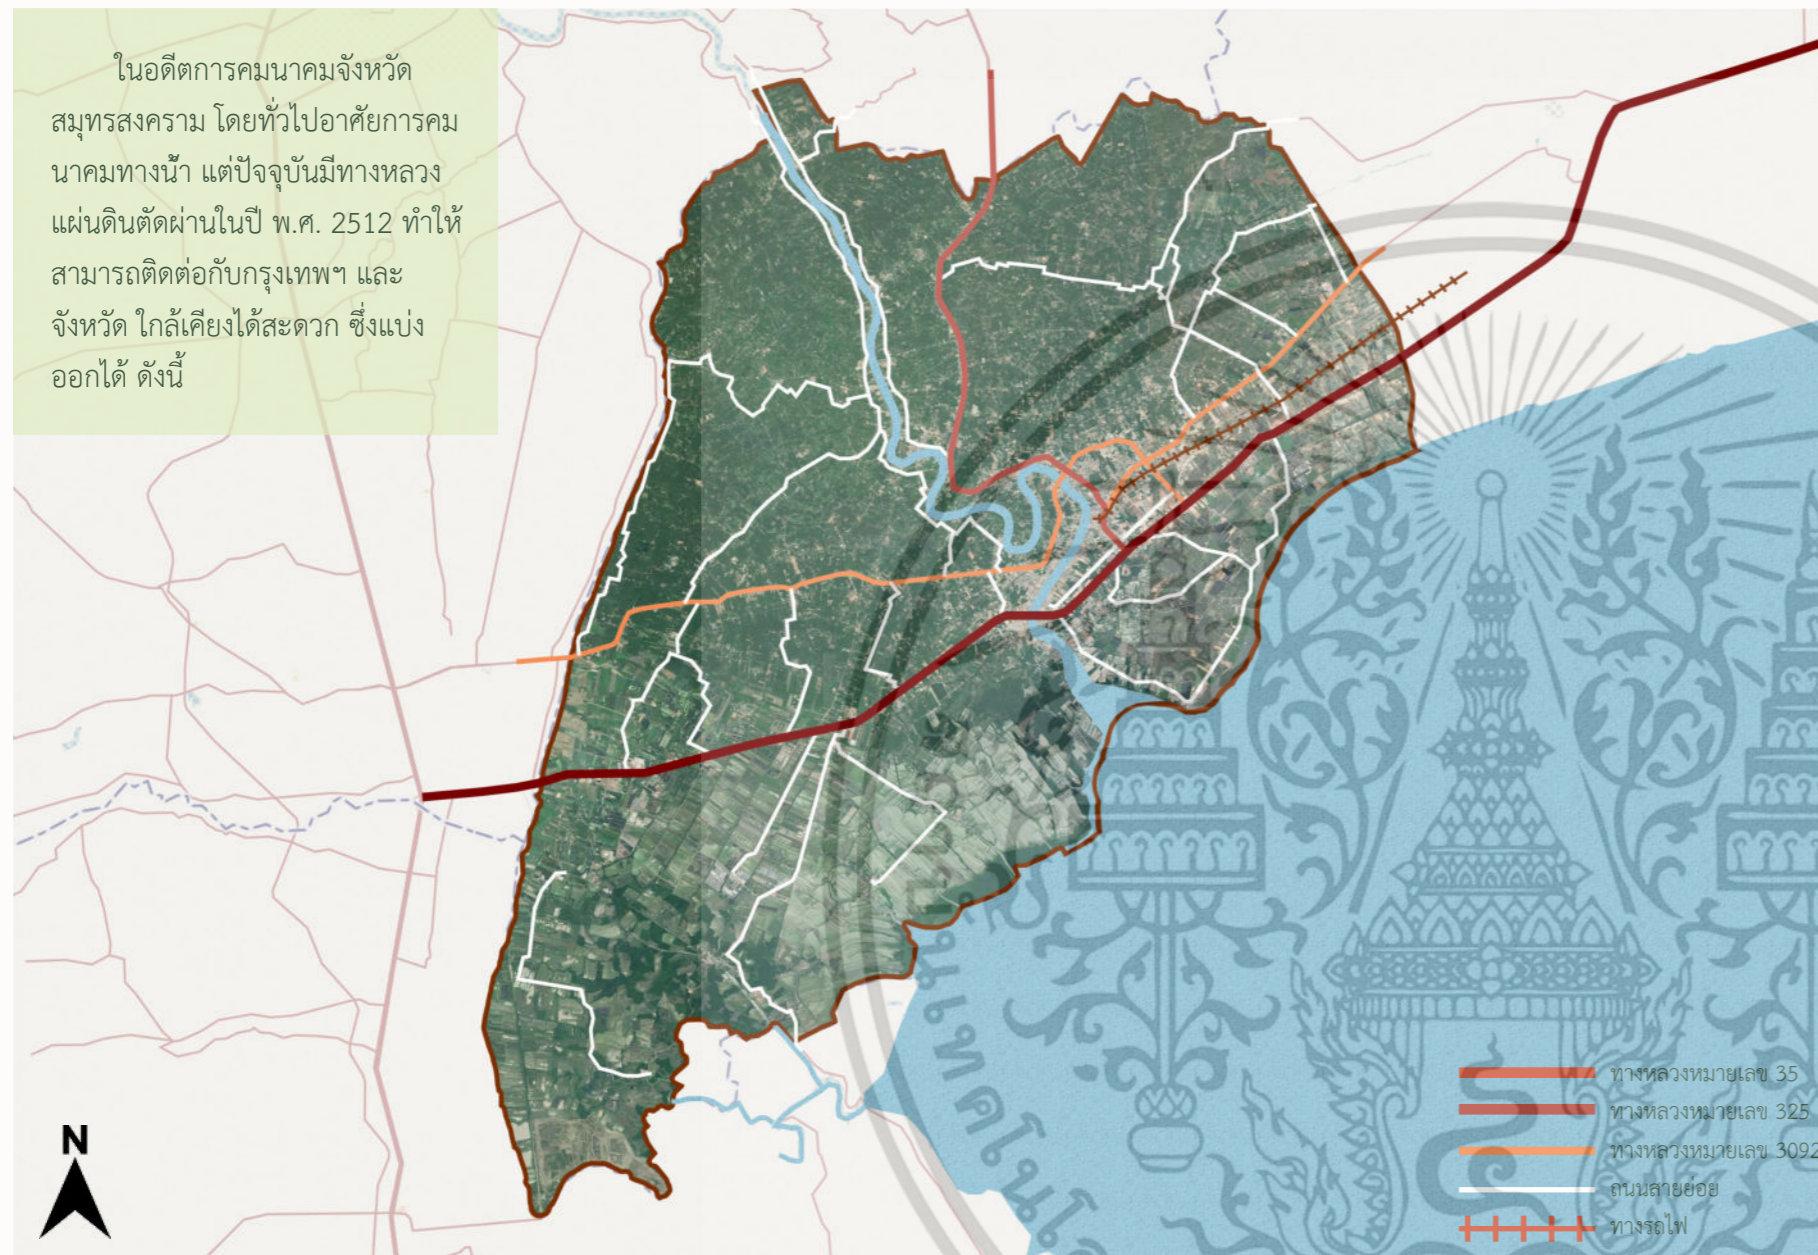 ในอดีตการคมนาคมจังหวัด
สมุทรสงคราม โดยทั่วไปอาศัยการคม
นาคมทางน้ำ แต่ปัจจุบันมีทางหลวง
แผ่นดินตัดผ่านในปี พ.ศ. 2512 ทำให้
สามารถติดต่อกับกรุงเทพฯ และ
จังหวัด ใกล้เคียงได้สะดวก ซึ่งแบ่ง
ออกได้ ดังนี้
N
ทางหลวงหมายเลข 35
ทางหลวงหมายเลข 325
ทางหลวงหมายเลข 3092
ถนนสายย่อย
ทางรถไฟ